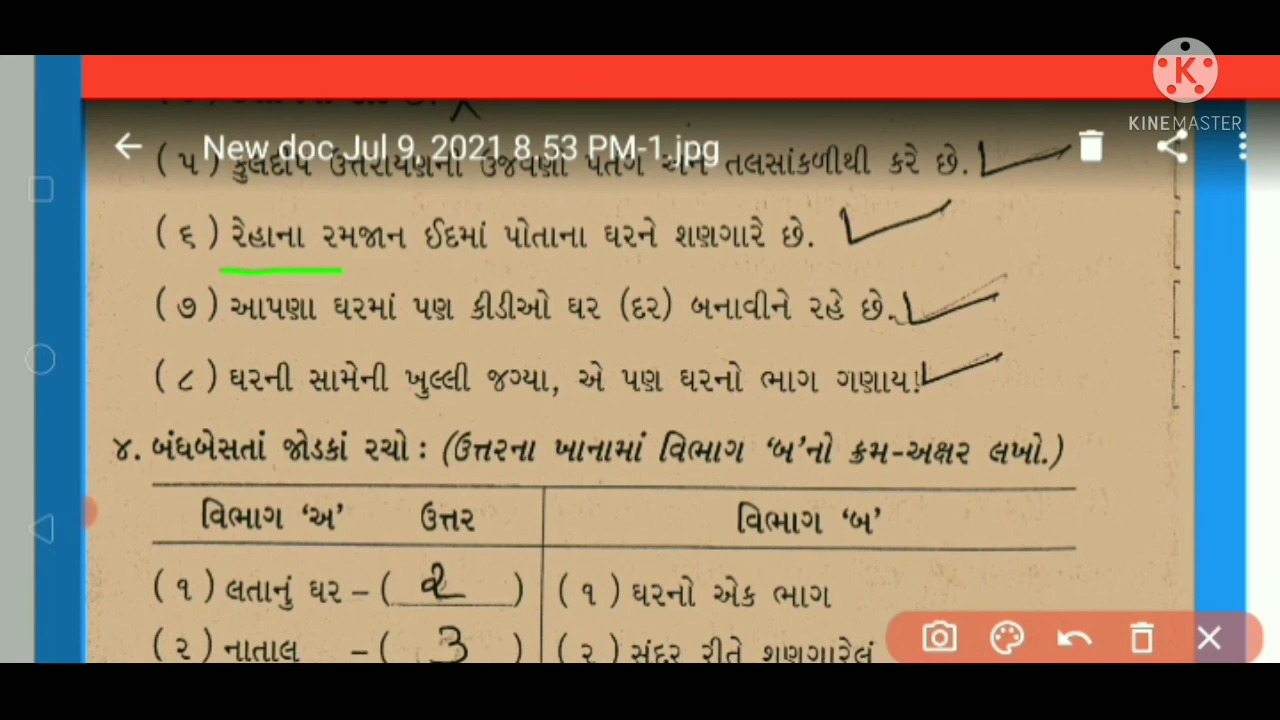 KINEMASTER
New doc Jul 9, 2021 8.53 PM-1.jpg
(૫) કુલદીપ ઉત્તરાયણની ઉજવણી પતંગ અને તલસાંકળીથી કરે છે.
(૬) રેહાના રમજાન ઈદમાં પોતાના ઘરને શણગારે છે.
(૭) આપણા ઘરમાં પણ કીડીઓ ઘર (દર) બનાવીને રહે છે.
(૮) ઘરની સામેની ખુલ્લી જગ્યા, એ પણ ઘરનો ભાગ ગણાય!
૪. બંધબેસતાં જોડકાં રચો : (ઉત્તરના ખાનામાં વિભાગ ‘બ’નો ક્રમ-અક્ષર લખો.)
વિભાગ ‘અ’ ઉત્તર વિભાગ ‘બ’
(૧) લતાનું ઘર – ( ૨ ) (૧) ઘરનો એક ભાગ
(૨) નાતાલ – ( 3 ) (૨) સુંદર રીતે શણગારેલું